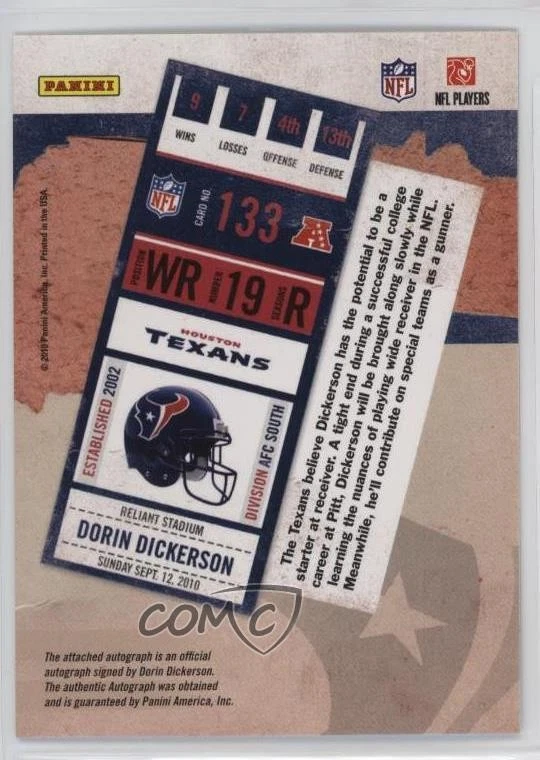 PANINI
NFL
NFL PLAYERS
9 7 4th 13th
WINS LOSSES OFFENSE DEFENSE
NFL
CARD NO. 133
A
POSITION WR NUMBER 19 SEASONS R
HOUSTON
TEXANS
ESTABLISHED 2002
DIVISION AFC SOUTH
RELIANT STADIUM
DORIN DICKERSON
SUNDAY SEPT. 12, 2010
The Texans believe Dickerson has the potential to be a
starter at receiver. A tight end during a successful college
career at Pitt, Dickerson will be brought along slowly while
learning the nuances of playing wide receiver in the NFL.
Meanwhile, he'll contribute on special teams as a gunner.
© 2010 Panini America, Inc. Printed in the USA.
COMC
The attached autograph is an official
autograph signed by Dorin Dickerson.
The authentic Autograph was obtained
and is guaranteed by Panini America, Inc.